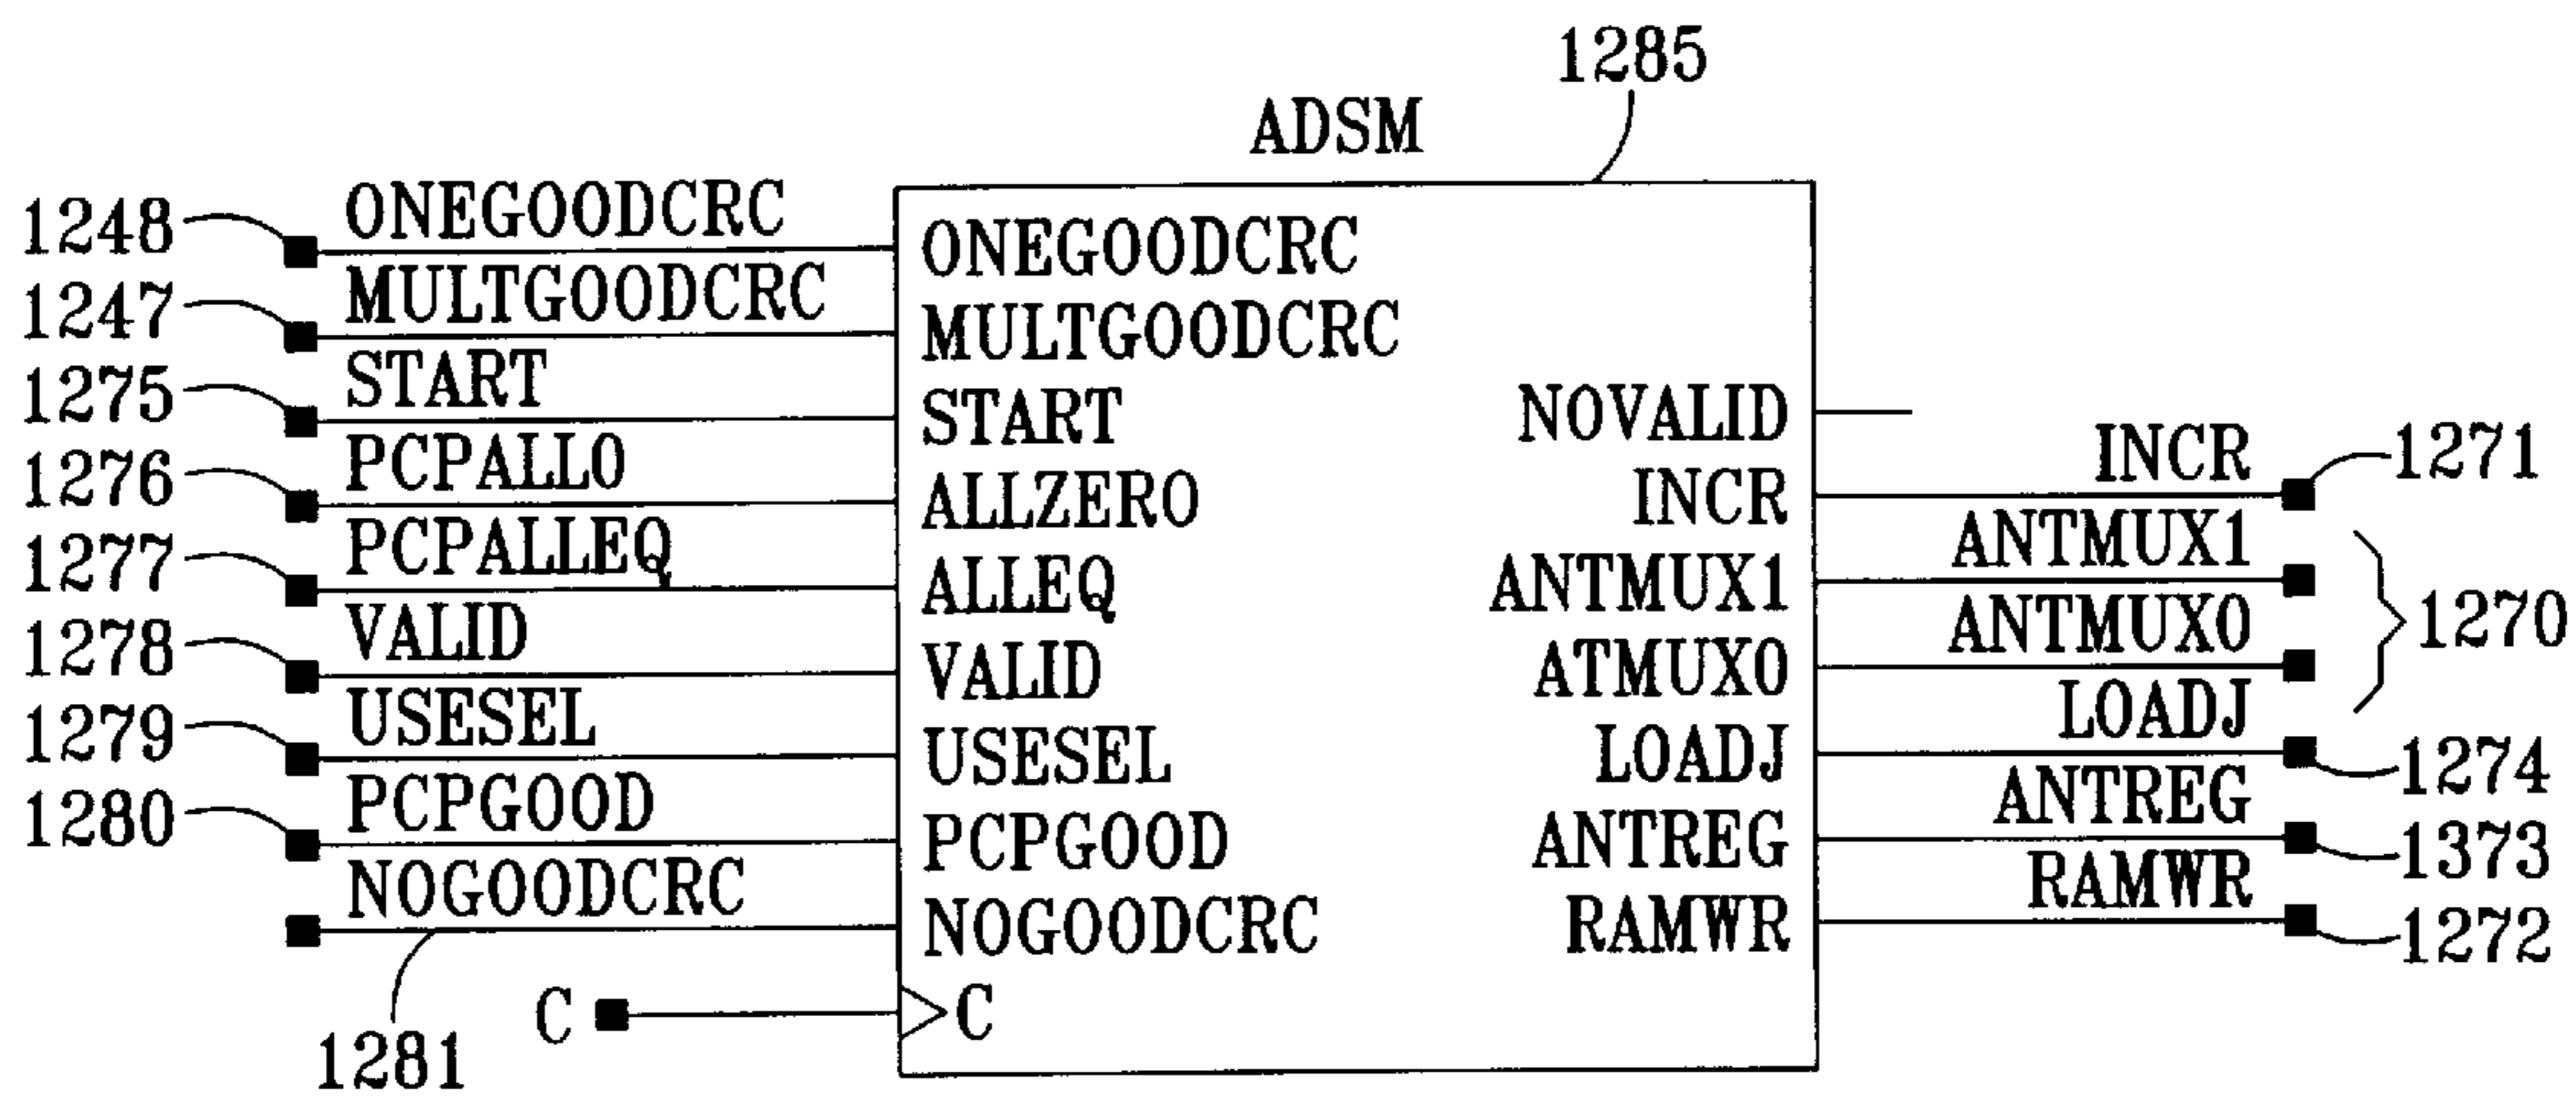 1285
ADSM
1248 ONEGOODCRC ONEGOODCRC
1247 MULTGOODCRC MULTGOODCRC
1275 START START NOVALID
1276 PCPALL0 ALLZERO INCR INCR 1271
1277 PCPALLEQ ALLEQ ANTMUX1 ANTMUX1
1278 VALID VALID ATMUX0 ANTMUX0 1270
1279 USESEL USESEL LOADJ LOADJ 1274
1280 PCPGOOD PCPGOOD ANTREG ANTREG 1373
NOGOODCRC NOGOODCRC RAMWR RAMWR 1272
C C
1281